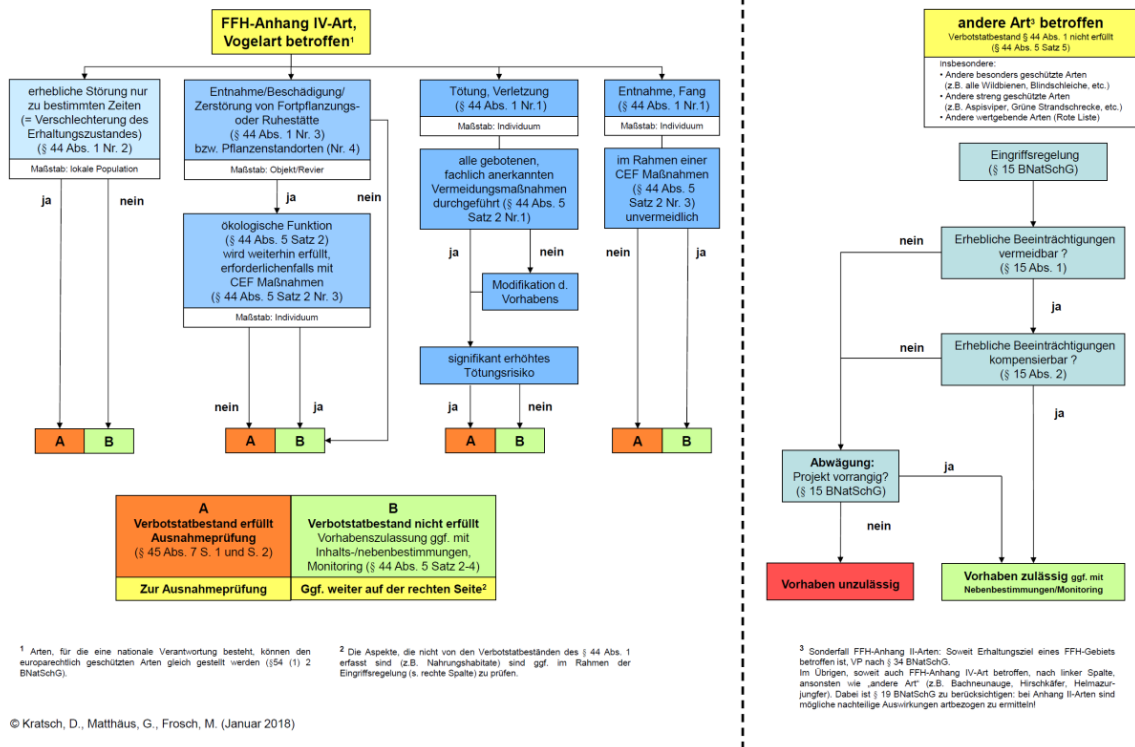 FFH-Anhang IV-Art,
Vogelart betroffen¹
erhebliche Störung nur
zu bestimmten Zeiten
(= Verschlechterung des
Erhaltungszustandes)
(§ 44 Abs. 1 Nr. 2)
Maßstab: lokale Population
ja
nein
A
B
Entnahme/Beschädigung/
Zerstörung von Fortpflanzungs-
oder Ruhestätte
(§ 44 Abs. 1 Nr. 3)
bzw. Pflanzenstandorten (Nr. 4)
Maßstab: Objekt/Revier
ja
nein
ökologische Funktion
(§ 44 Abs. 5 Satz 2)
wird weiterhin erfüllt,
erforderlichenfalls mit
CEF Maßnahmen
(§ 44 Abs. 5 Satz 2 Nr. 3)
Maßstab: Individuum
nein
ja
A
B
Tötung, Verletzung
(§ 44 Abs. 1 Nr.1)
Maßstab: Individuum
alle gebotenen,
fachlich anerkannten
Vermeidungsmaßnahmen
durchgeführt (§ 44 Abs. 5
Satz 2 Nr.1)
ja
nein
Modifikation d.
Vorhabens
signifikant erhöhtes
Tötungsrisiko
ja
nein
A
B
Entnahme, Fang
(§ 44 Abs. 1 Nr.1)
Maßstab: Individuum
im Rahmen einer
CEF Maßnahmen
(§ 44 Abs. 5
Satz 2 Nr. 3)
unvermeidlich
nein
ja
A
B
A
Verbotstatbestand erfüllt
Ausnahmeprüfung
(§ 45 Abs. 7 S. 1 und S. 2)
Zur Ausnahmeprüfung
B
Verbotstatbestand nicht erfüllt
Vorhabenszulassung ggf. mit
Inhalts-/nebenbestimmungen,
Monitoring (§ 44 Abs. 5 Satz 2-4)
Ggf. weiter auf der rechten Seite²
¹ Arten, für die eine nationale Verantwortung besteht, können den
europarechtlich geschützten Arten gleich gestellt werden (§54 (1) 2
BNatSchG).
² Die Aspekte, die nicht von den Verbotstatbeständen des § 44 Abs. 1
erfasst sind (z.B. Nahrungshabitate) sind ggf. im Rahmen der
Eingriffsregelung (s. rechte Spalte) zu prüfen.
© Kratsch, D., Matthäus, G., Frosch, M. (Januar 2018)
andere Art³ betroffen
Verbotstatbestand § 44 Abs. 1 nicht erfüllt
(§ 44 Abs. 5 Satz 5)
insbesondere:
• Andere besonders geschützte Arten
(z.B. alle Wildbienen, Blindschleiche, etc.)
• Andere streng geschützte Arten
(z.B. Aspisviper, Grüne Strandschrecke, etc.)
• Andere wertgebende Arten (Rote Liste)
Eingriffsregelung
(§ 15 BNatSchG)
nein
Erhebliche Beeinträchtigungen
vermeidbar ?
(§ 15 Abs. 1)
ja
nein
Erhebliche Beeinträchtigungen
kompensierbar ?
(§ 15 Abs. 2)
ja
Abwägung:
Projekt vorrangig?
(§ 15 BNatSchG)
ja
nein
Vorhaben unzulässig
Vorhaben zulässig ggf. mit
Nebenbestimmungen/Monitoring
³ Sonderfall FFH-Anhang II-Arten: Soweit Erhaltungsziel eines FFH-Gebiets
betroffen ist, VP nach § 34 BNatSchG.
Im Übrigen, soweit auch FFH-Anhang IV-Art betroffen, nach linker Spalte,
ansonsten wie „andere Art" (z.B. Bachneunauge, Hirschkäfer, Helmazur-
jungfer). Dabei ist § 19 BNatSchG zu berücksichtigen: bei Anhang II-Arten sind
mögliche nachteilige Auswirkungen artbezogen zu ermitteln!